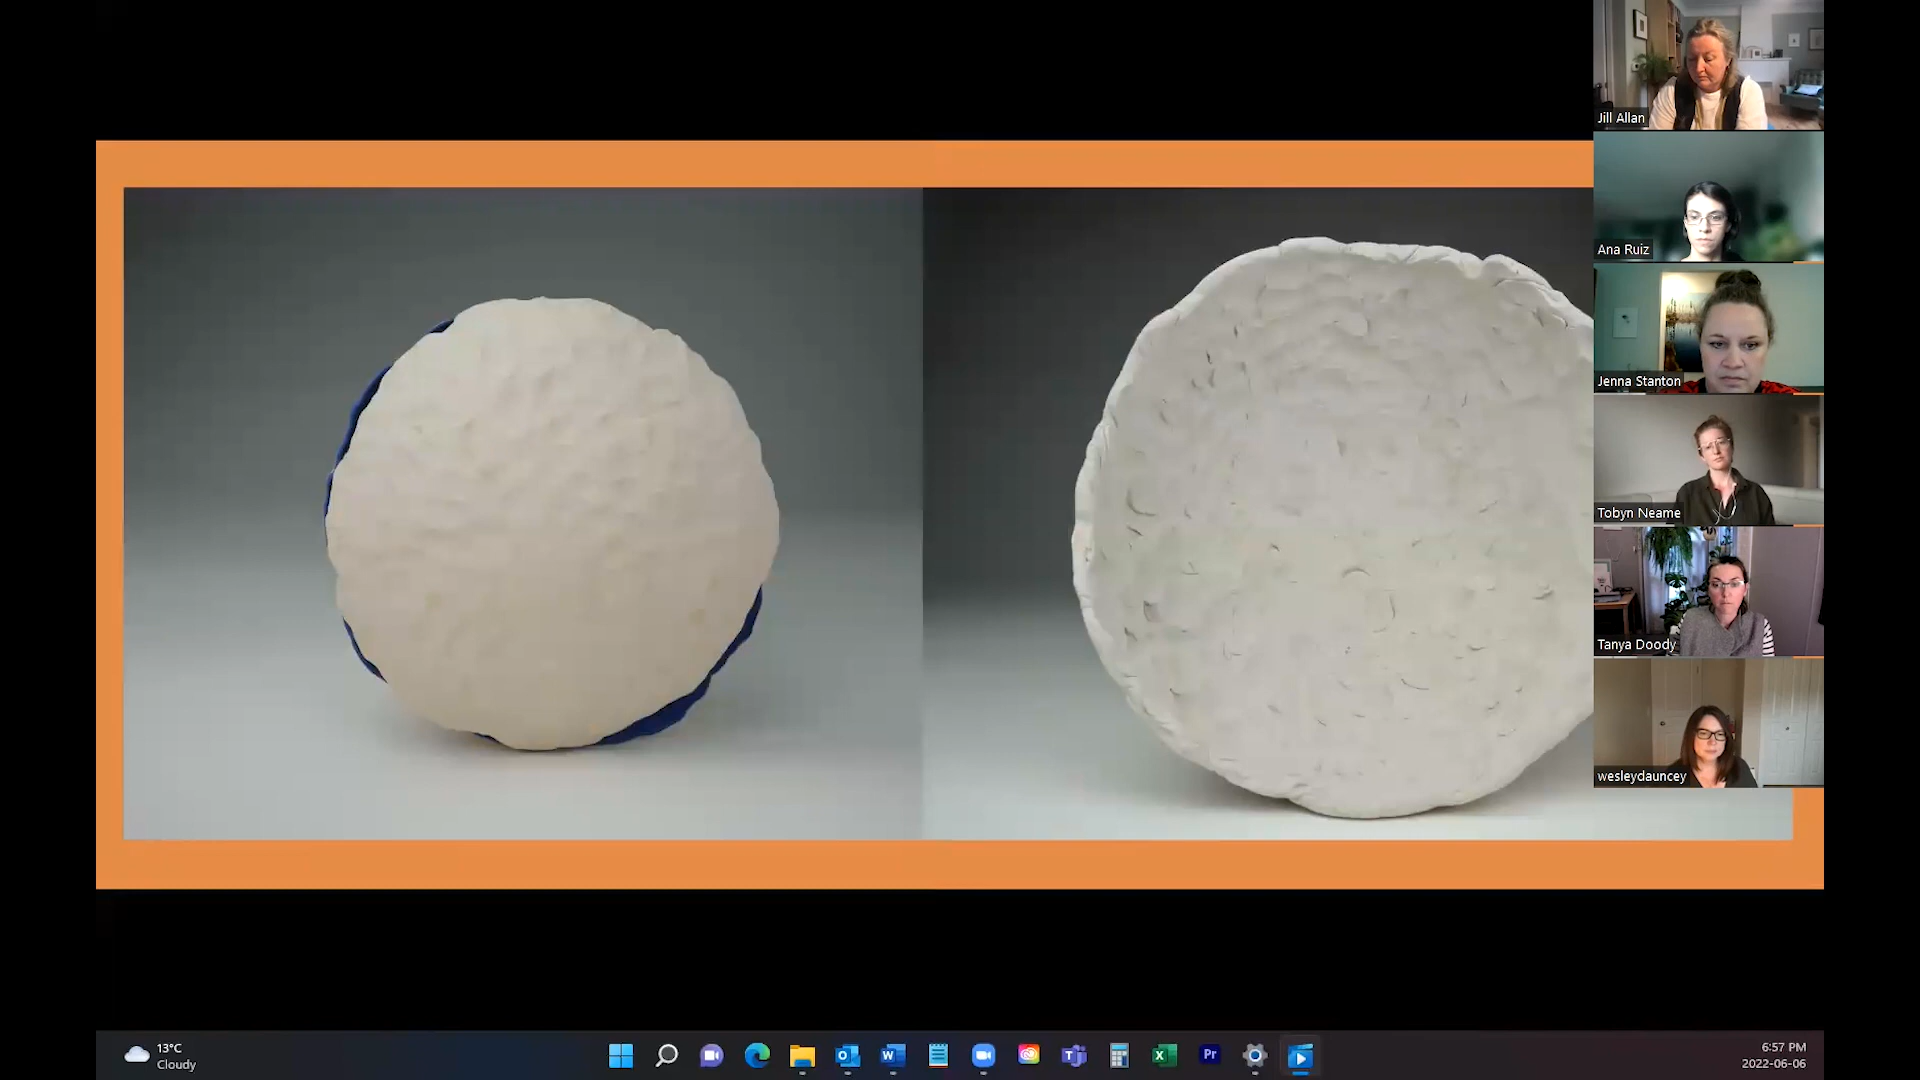 Jill Allan
Ana Ruiz
Jenna Stanton
Tobyn Neame
Tanya Doody
wesleydauncey
13°C
Cloudy
Pr
6:57 PM
2022-06-06